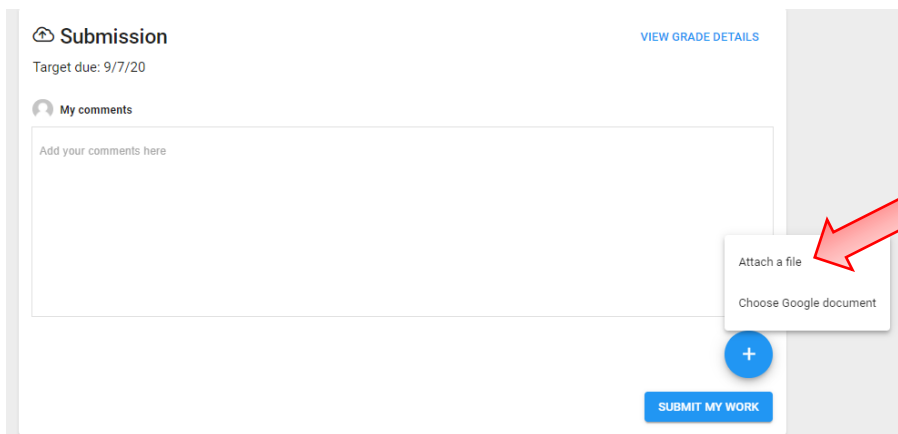 Submission
VIEW GRADE DETAILS
Target due: 9/7/20
My comments
Add your comments here
Attach a file
Choose Google document
+
SUBMIT MY WORK